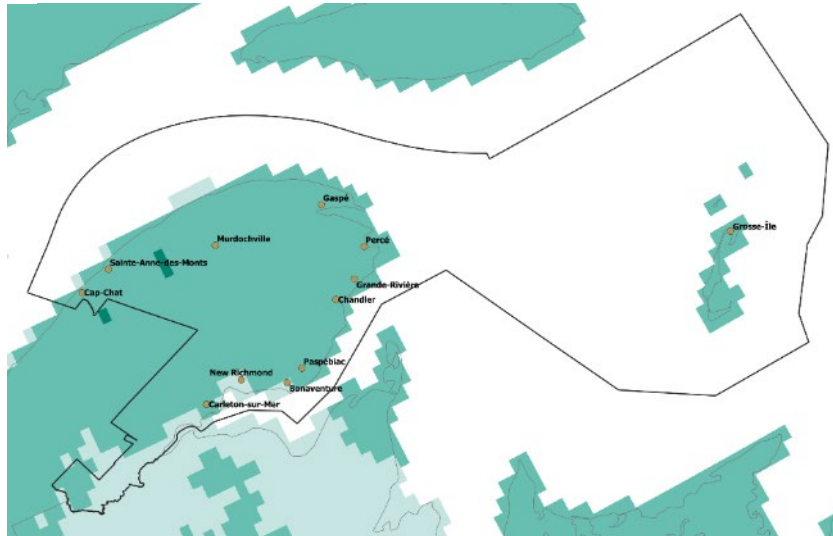 Gaspé
Murdochville
Percé
Grosse-Île
Sainte-Anne-des-Monts
Grande-Rivière
Cap-Chat
Chandler
Paspébiac
New Richmond
Bonaventure
Carleton-sur-Mer